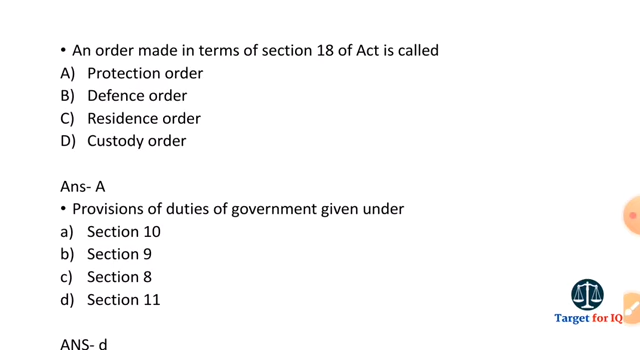 • An order made in terms of section 18 of Act is called
A) Protection order
B) Defence order
C) Residence order
D) Custody order
Ans- A
• Provisions of duties of government given under
a) Section 10
b) Section 9
c) Section 8
d) Section 11
Target for IQ
ANS- d